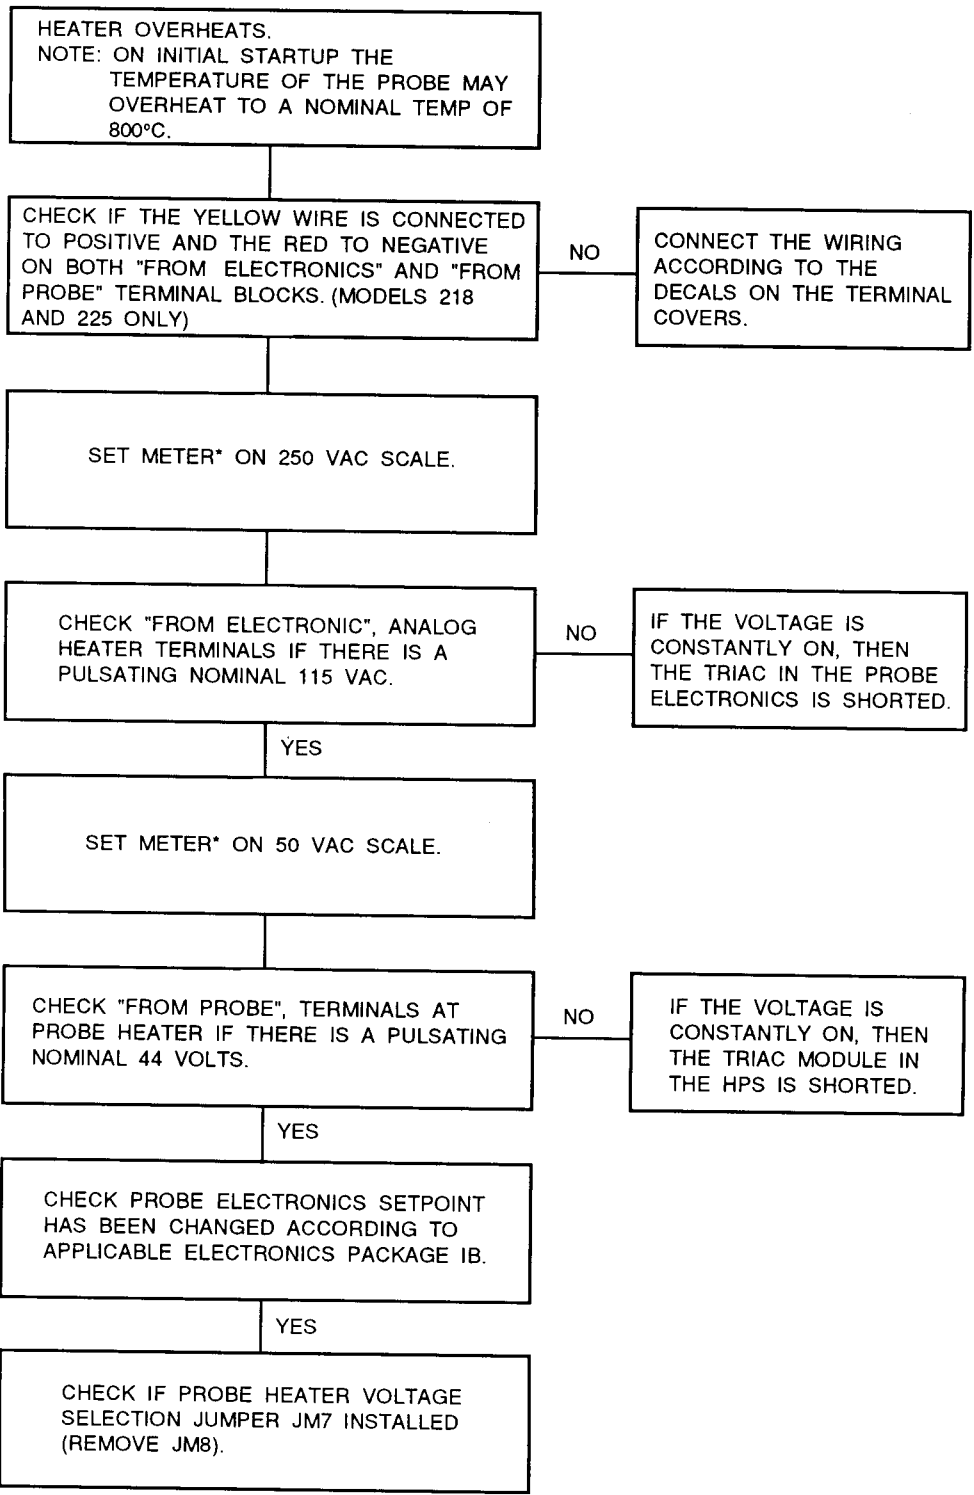 HEATER OVERHEATS.
NOTE: ON INITIAL STARTUP THE
TEMPERATURE OF THE PROBE MAY
OVERHEAT TO A NOMINAL TEMP OF
800°C.
CHECK IF THE YELLOW WIRE IS CONNECTED
TO POSITIVE AND THE RED TO NEGATIVE
ON BOTH "FROM ELECTRONICS" AND "FROM
PROBE" TERMINAL BLOCKS. (MODELS 218
AND 225 ONLY)
NO
CONNECT THE WIRING
ACCORDING TO THE
DECALS ON THE TERMINAL
COVERS.
SET METER* ON 250 VAC SCALE.
CHECK "FROM ELECTRONIC", ANALOG
HEATER TERMINALS IF THERE IS A
PULSATING NOMINAL 115 VAC.
NO
IF THE VOLTAGE IS
CONSTANTLY ON, THEN
THE TRIAC IN THE PROBE
ELECTRONICS IS SHORTED.
YES
SET METER* ON 50 VAC SCALE.
CHECK "FROM PROBE", TERMINALS AT
PROBE HEATER IF THERE IS A PULSATING
NOMINAL 44 VOLTS.
NO
IF THE VOLTAGE IS
CONSTANTLY ON, THEN
THE TRIAC MODULE IN
THE HPS IS SHORTED.
YES
CHECK PROBE ELECTRONICS SETPOINT
HAS BEEN CHANGED ACCORDING TO
APPLICABLE ELECTRONICS PACKAGE IB.
YES
CHECK IF PROBE HEATER VOLTAGE
SELECTION JUMPER JM7 INSTALLED
(REMOVE JM8).